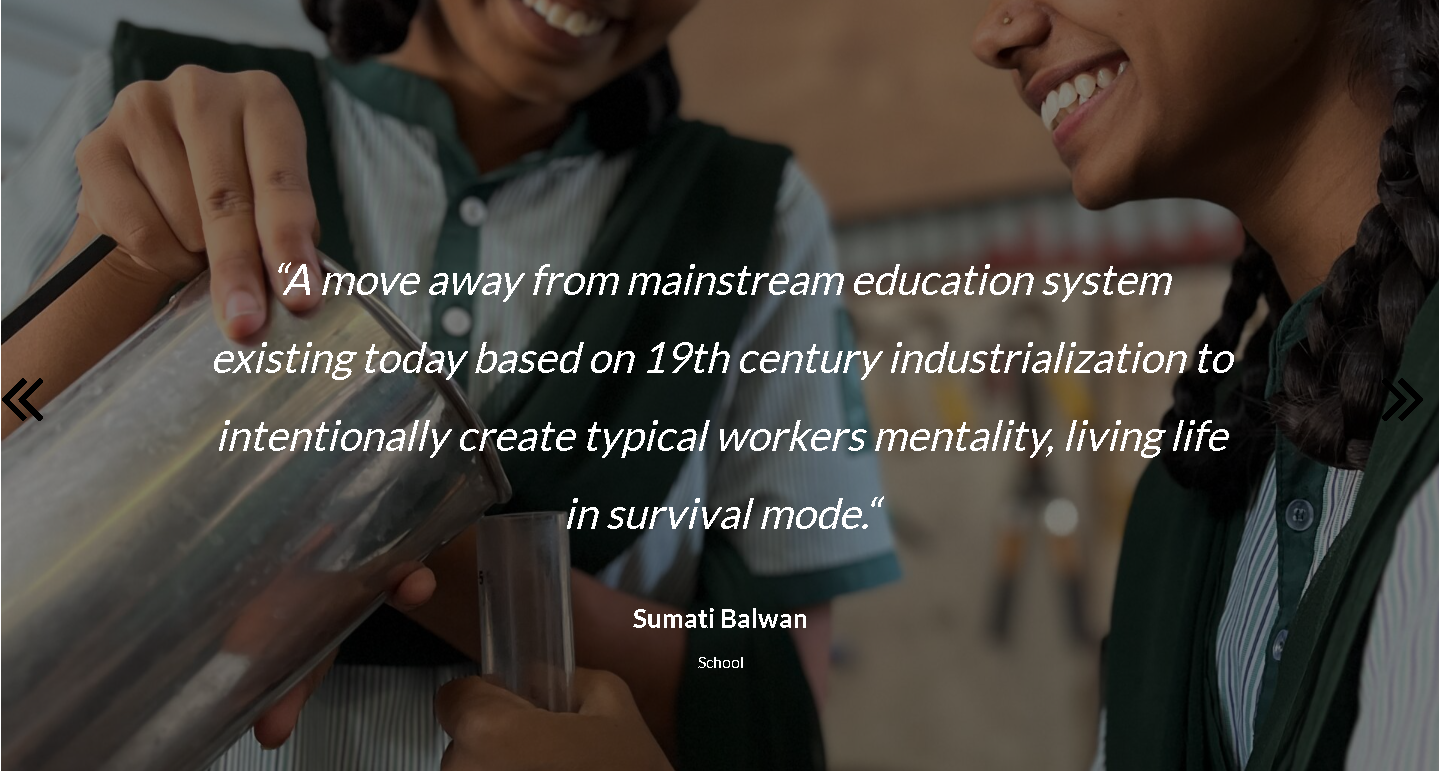 “A move away from mainstream education system
existing today based on 19th century industrialization to
intentionally create typical workers mentality, living life
in survival mode.“
Sumati Balwan
School